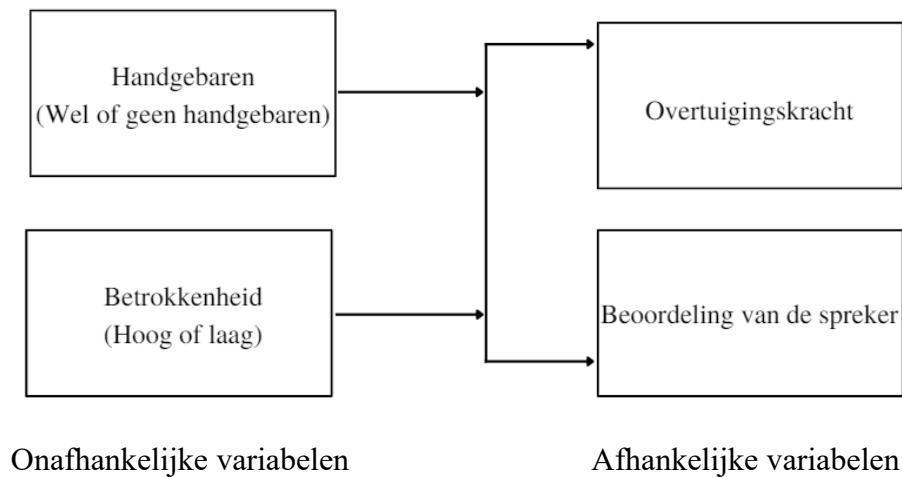 Handgebaren
(Wel of geen handgebaren)
Overtuigingskracht
Betrokkenheid
(Hoog of laag)
Beoordeling van de spreker
Onafhankelijke variabelen
Afhankelijke variabelen